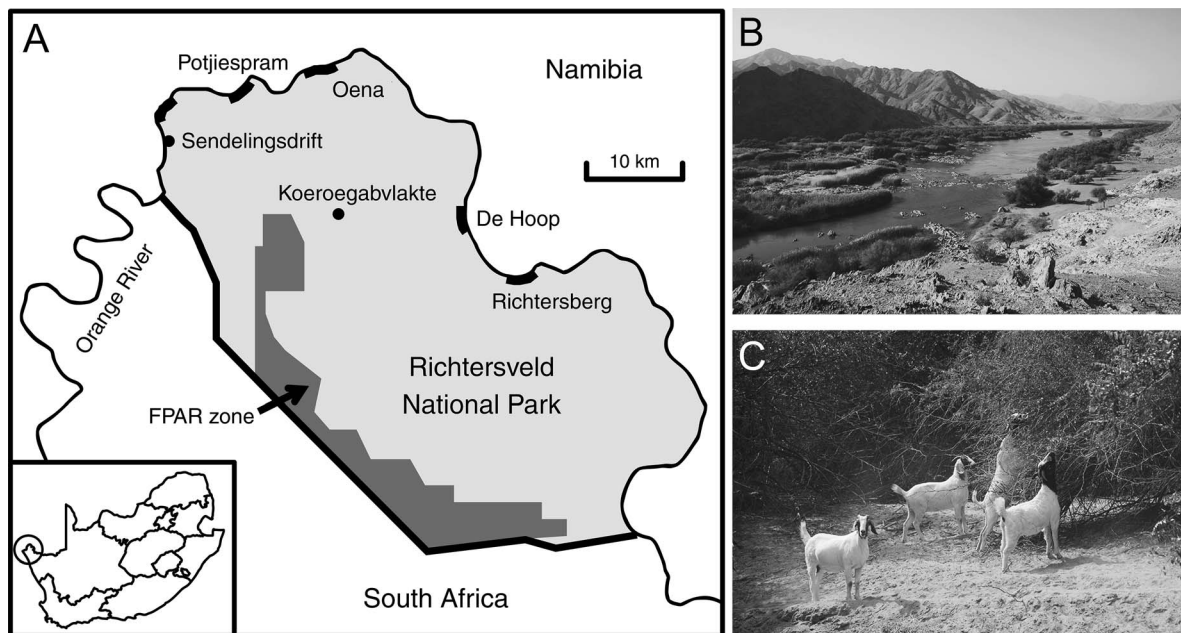 A
Potjiespram
Oena
Namibia
Sendelingsdrift
10 km
Koeroegabvlakte
De Hoop
Orange River
Richtersberg
Richtersveld
National Park
FPAR zone
South Africa
B
C